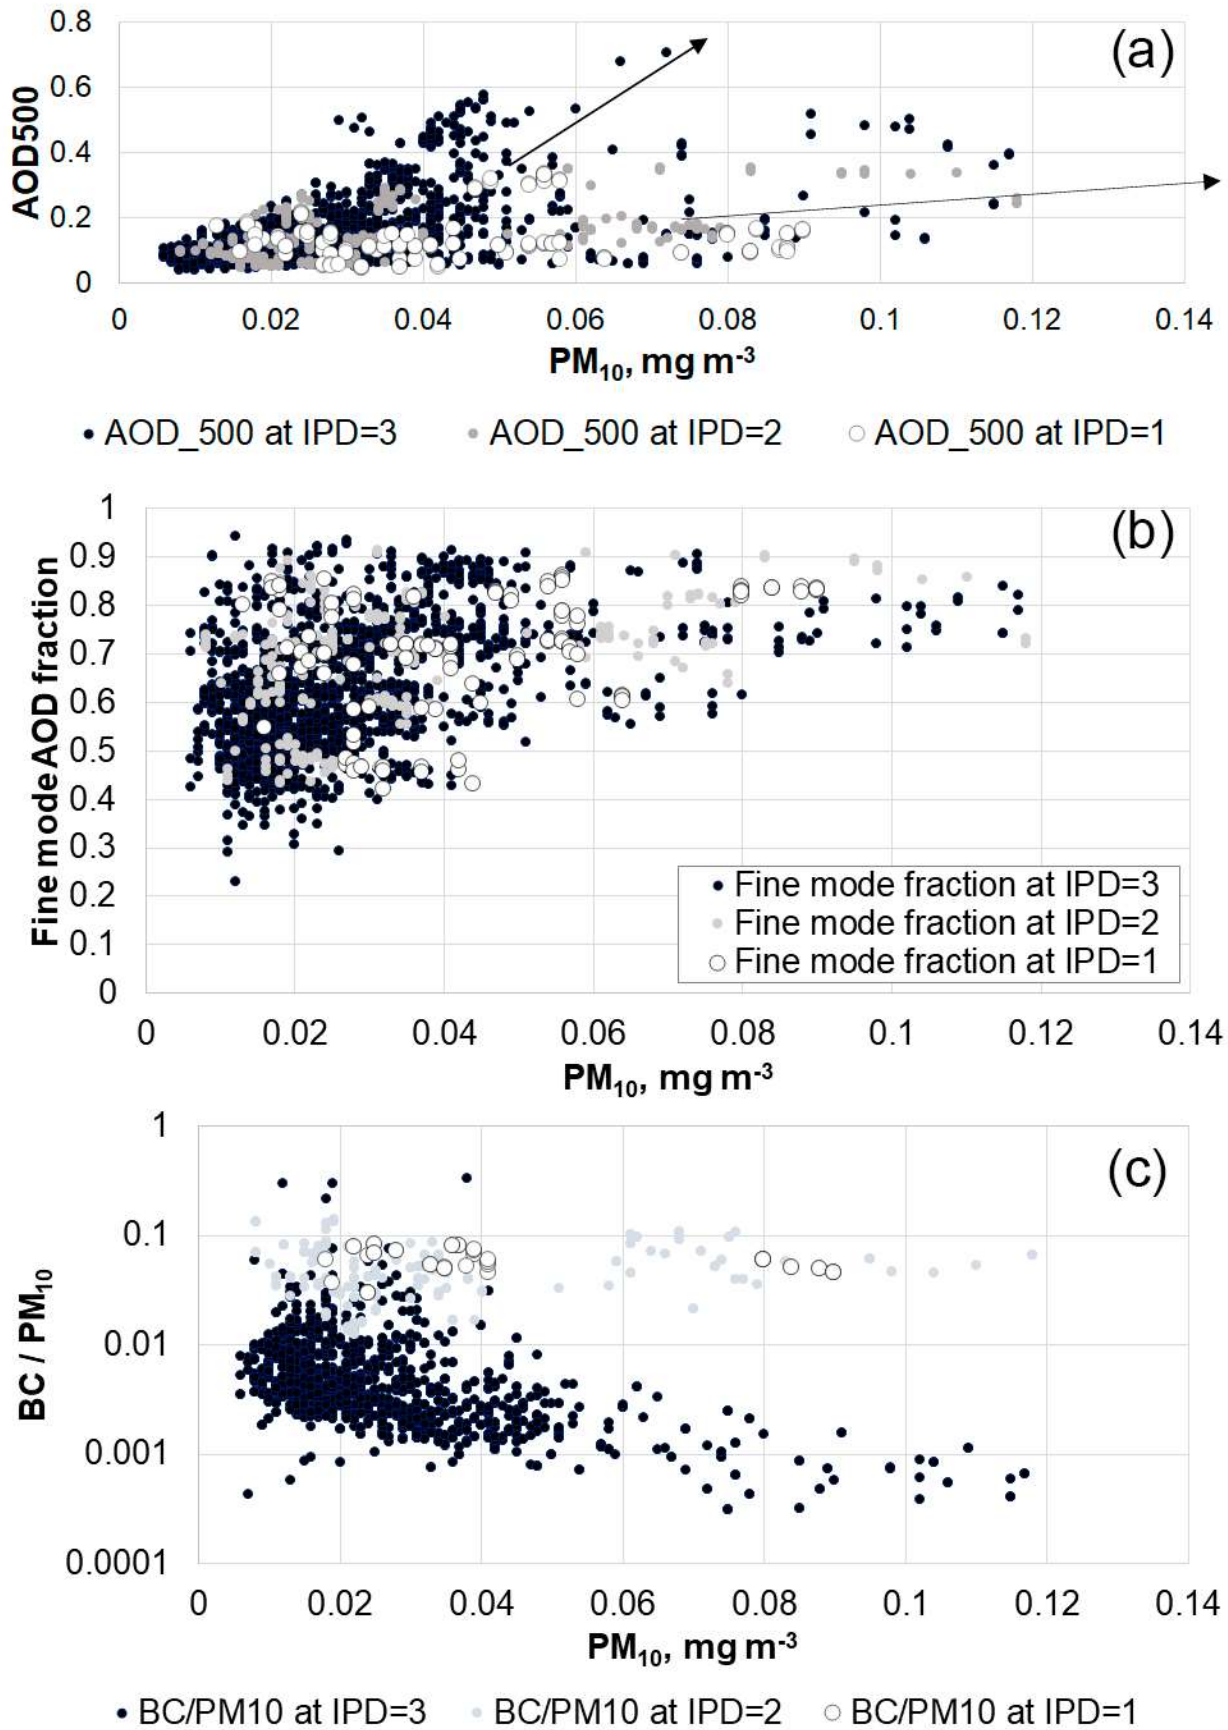 (a)
0.8
0.6
0.4
0.2
0
AOD500
0 0.02 0.04 0.06 0.08 0.1 0.12 0.14
PM10, mg m-3
AOD_500 at IPD=3 AOD_500 at IPD=2 AOD_500 at IPD=1
(b)
1
0.9
0.8
0.7
0.6
0.5
0.4
0.3
0.2
0.1
0
Fine mode AOD fraction
Fine mode fraction at IPD=3
Fine mode fraction at IPD=2
Fine mode fraction at IPD=1
0 0.02 0.04 0.06 0.08 0.1 0.12 0.14
PM10, mg m-3
(c)
1
0.1
0.01
0.001
0.0001
BC / PM10
0 0.02 0.04 0.06 0.08 0.1 0.12 0.14
PM10, mg m-3
BC/PM10 at IPD=3 BC/PM10 at IPD=2 BC/PM10 at IPD=1